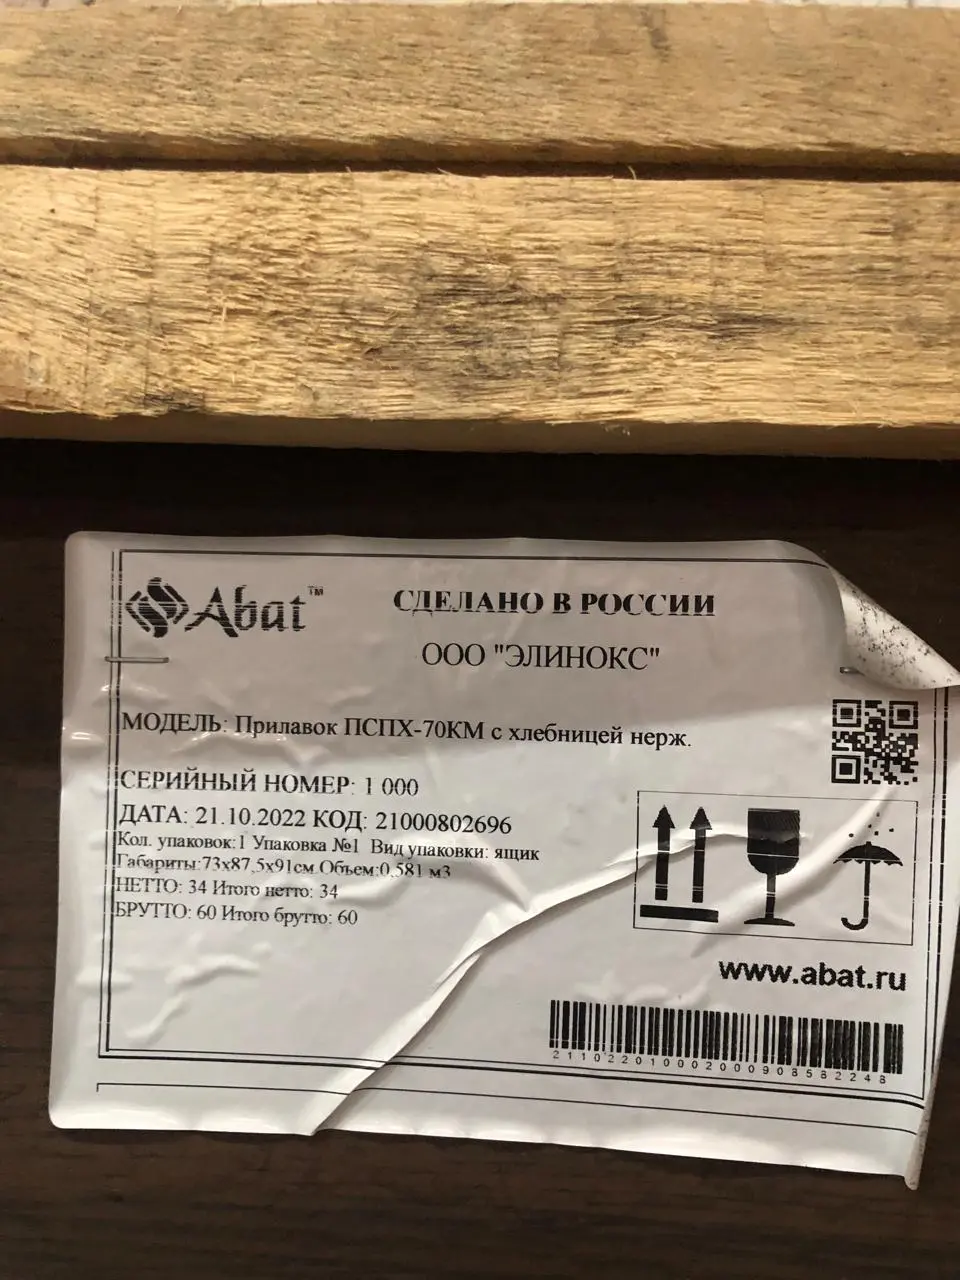 Abat™
СДЕЛАНО В РОССИИ
ООО "ЭЛИНОКС"
МОДЕЛЬ: Прилавок ПСПХ-70КМ с хлебницей нерж.
СЕРИЙНЫЙ НОМЕР: 1 000
ДАТА: 21.10.2022 КОД: 21000802696
Кол. упаковок:1 Упаковка №1 Вид упаковки: ящик
Габариты:73х87,5х91см Объем:0,581 м3
НЕТТО: 34 Итого нетто: 34
БРУТТО: 60 Итого брутто: 60
www.abat.ru
211022010002000908582248